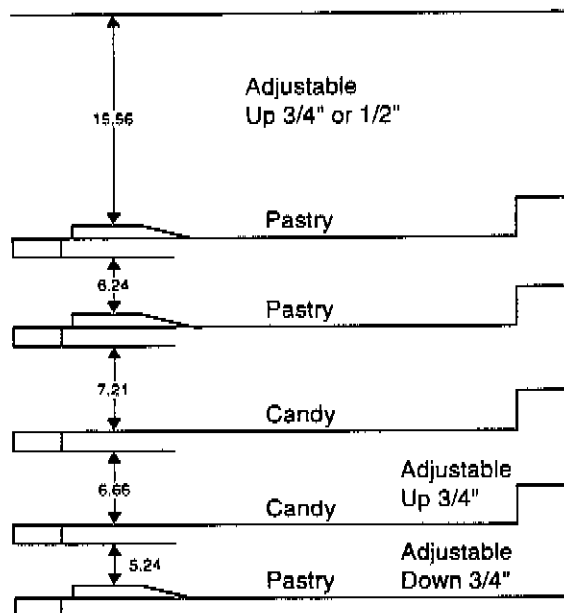 Adjustable
Up 3/4" or 1/2"
15.56
Pastry
6.24
Pastry
7.21
Candy
6.66
Adjustable
Up 3/4"
Candy
5.24
Adjustable
Down 3/4"
Pastry